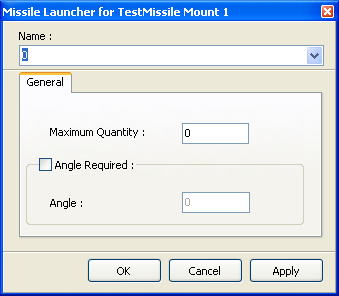 Missile Launcher for TestMissile Mount 1
Name :
0
General
Maximum Quantity :
0
Angle Required :
Angle :
0
OK
Cancel
Apply